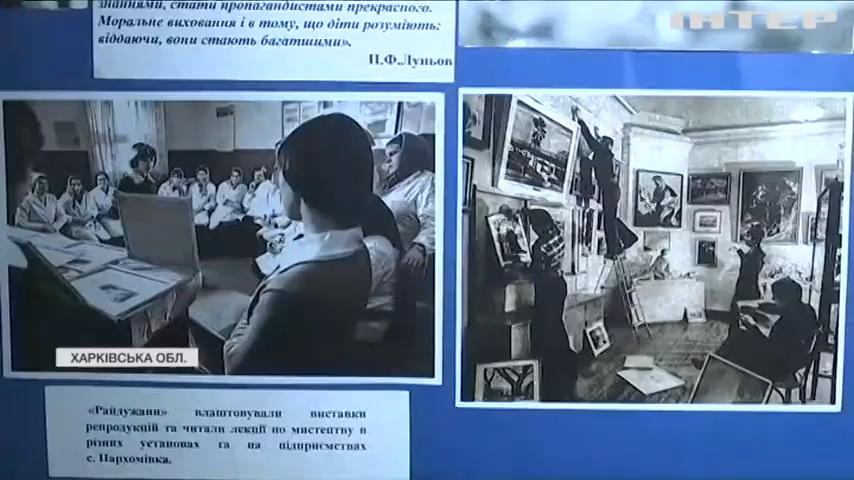 знаннями, стати пропагандистами прекрасного.
Моральне виховання і в тому, що діти розуміють:
віддаючи, вони стають багатшими».
П.Ф.Луньов
ІНТЕР
ХАРКІВСЬКА ОБЛ.
«Райдужани» влаштовували виставки
репродукцій та читали лекції по мистецтву в
різних установах та на підприємствах
с. Пархомівка.